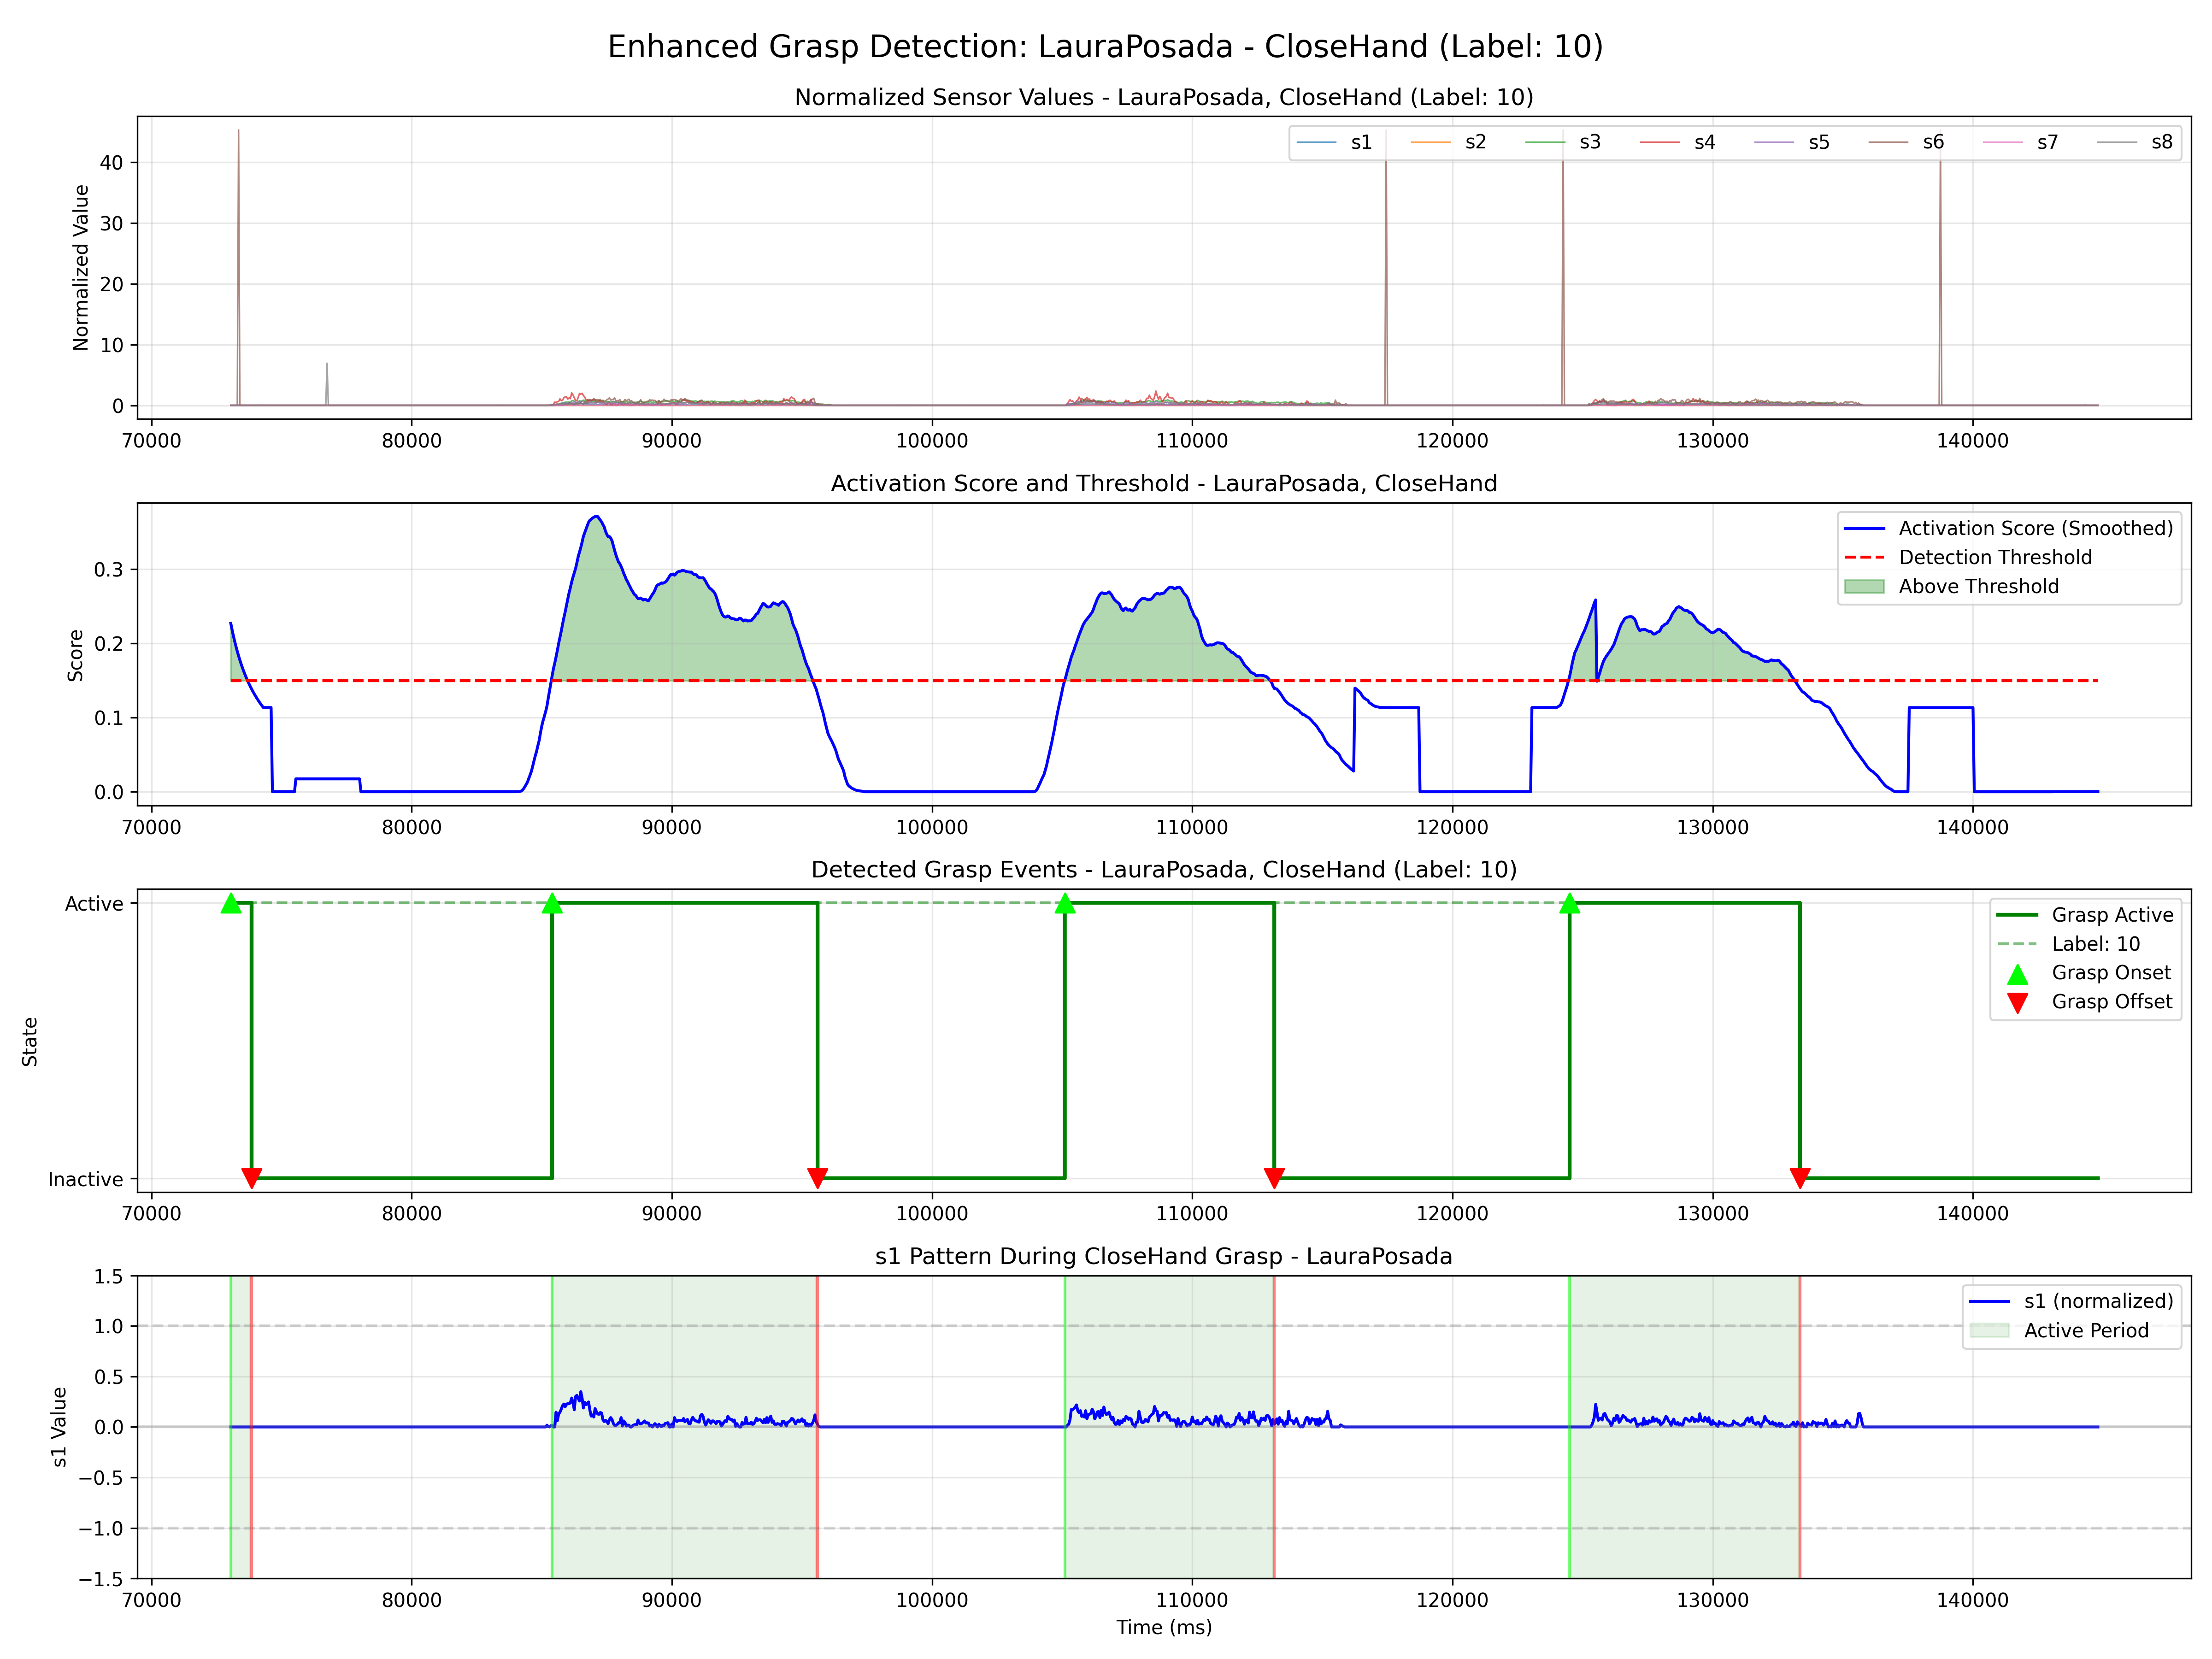 Enhanced Grasp Detection: LauraPosada - CloseHand (Label: 10)
Normalized Sensor Values - LauraPosada, CloseHand (Label: 10)
Normalized Value
40
30
20
10
0
s1 s2 s3 s4 s5 s6 s7 s8
70000 80000 90000 100000 110000 120000 130000 140000
Activation Score and Threshold - LauraPosada, CloseHand
Score
0.3
0.2
0.1
0.0
Activation Score (Smoothed)
Detection Threshold
Above Threshold
70000 80000 90000 100000 110000 120000 130000 140000
Detected Grasp Events - LauraPosada, CloseHand (Label: 10)
State
Active
Inactive
Grasp Active
Label: 10
Grasp Onset
Grasp Offset
70000 80000 90000 100000 110000 120000 130000 140000
s1 Pattern During CloseHand Grasp - LauraPosada
s1 Value
1.5
1.0
0.5
0.0
−0.5
−1.0
−1.5
s1 (normalized)
Active Period
70000 80000 90000 100000 110000 120000 130000 140000
Time (ms)